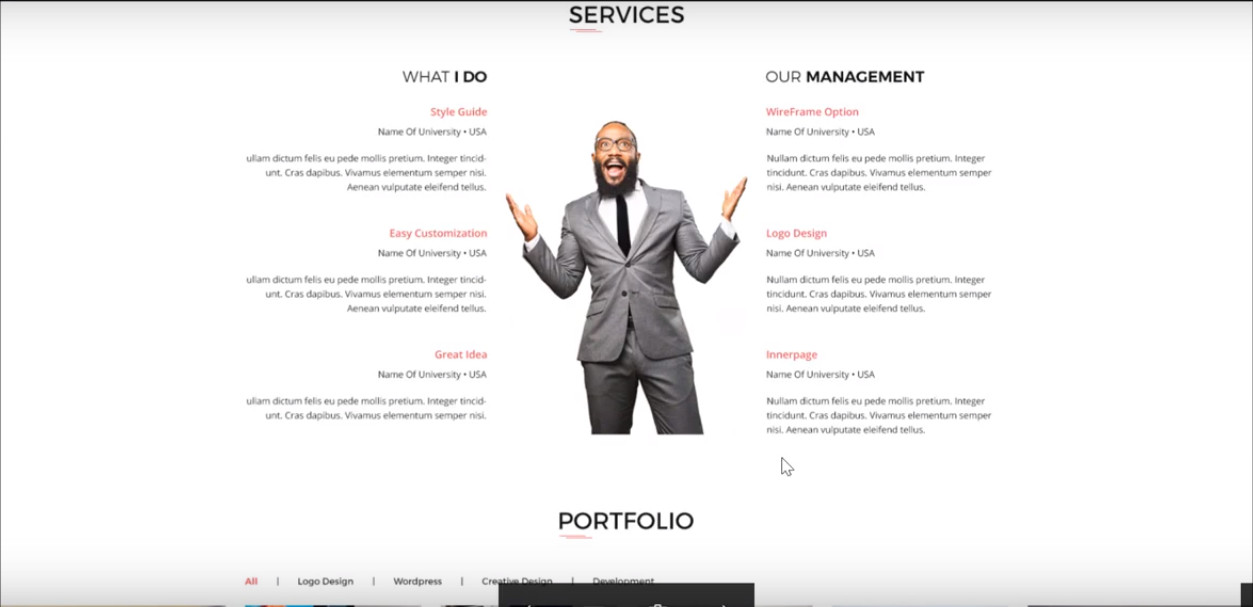 SERVICES
WHAT I DO
Style Guide
Name Of University • USA
ullam dictum felis eu pede mollis pretium. Integer tincid-
unt. Cras dapibus. Vivamus elementum semper nisi.
Aenean vulputate eleifend tellus.
Easy Customization
Name Of University • USA
ullam dictum felis eu pede mollis pretium. Integer tincid-
unt. Cras dapibus. Vivamus elementum semper nisi.
Aenean vulputate eleifend tellus.
Great Idea
Name Of University • USA
ullam dictum felis eu pede mollis pretium. Integer tincid-
unt. Cras dapibus. Vivamus elementum semper nisi.
OUR MANAGEMENT
WireFrame Option
Name Of University • USA
Nullam dictum felis eu pede mollis pretium. Integer
tincidunt. Cras dapibus. Vivamus elementum semper
nisi. Aenean vulputate eleifend tellus.
Logo Design
Name Of University • USA
Nullam dictum felis eu pede mollis pretium. Integer
tincidunt. Cras dapibus. Vivamus elementum semper
nisi. Aenean vulputate eleifend tellus.
Innerpage
Name Of University • USA
Nullam dictum felis eu pede mollis pretium. Integer
tincidunt. Cras dapibus. Vivamus elementum semper
nisi. Aenean vulputate eleifend tellus.
PORTFOLIO
All | Logo Design | Wordpress | Creative Design | Development